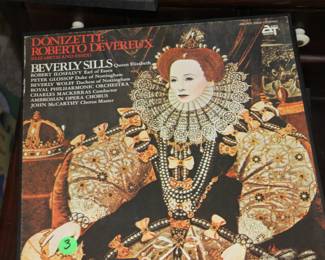 DONIZETTI:
ROBERTO DEVEREUX
BEVERLY SILLS Queen Elizabeth
ROBERT ILOSFALVY Earl of Essex
PETER GLOSSOP Duke of Nottingham
BEVERLY WOLFF Duchess of Nottingham
ROYAL PHILHARMONIC ORCHESTRA
CHARLES MACKERRAS Conductor
AMBROSIAN OPERA CHORUS
JOHN McCARTHY Chorus Master
3